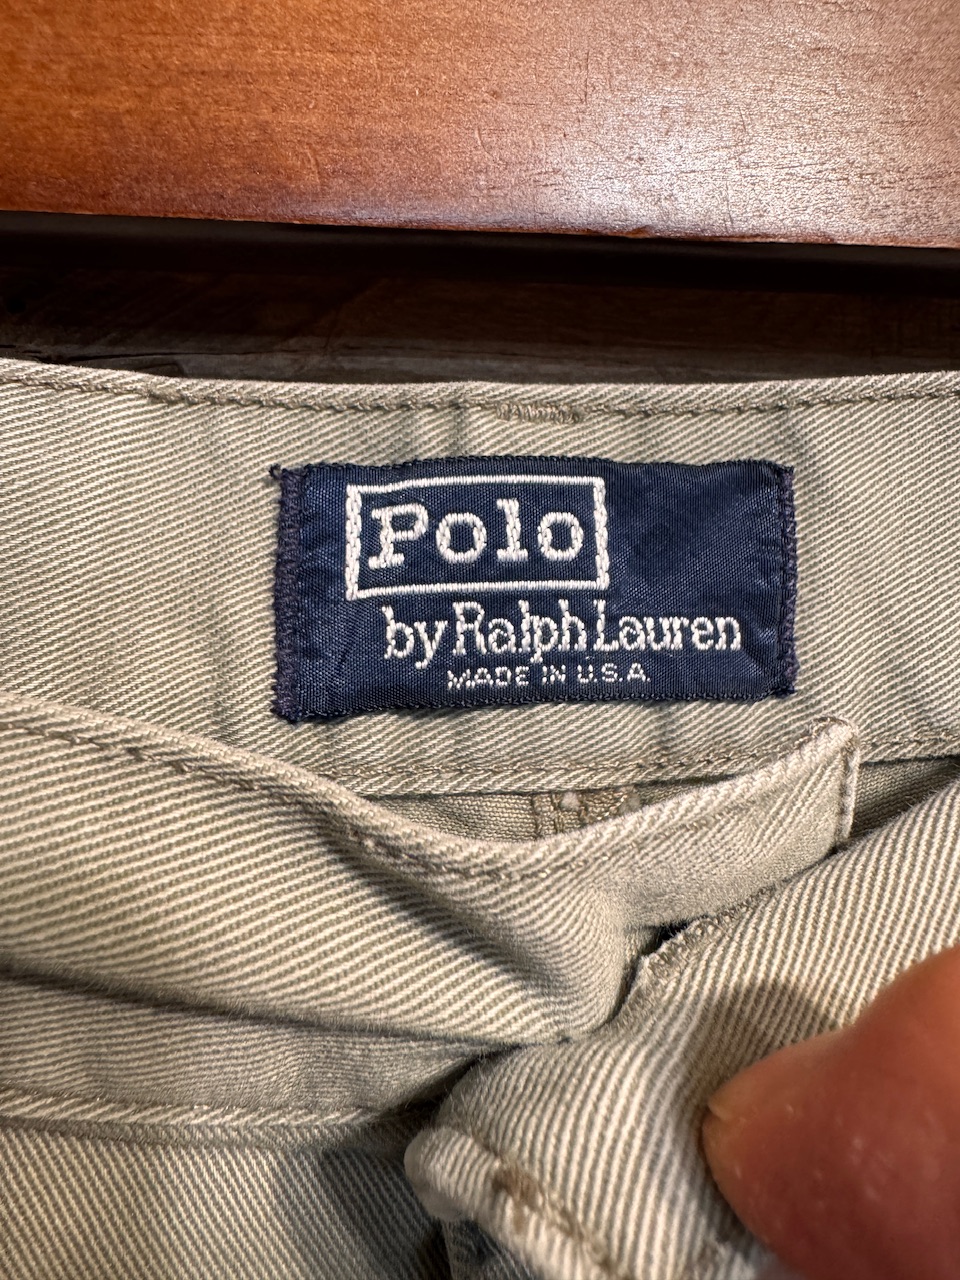 Polo
by Ralph Lauren
MADE IN U.S.A.